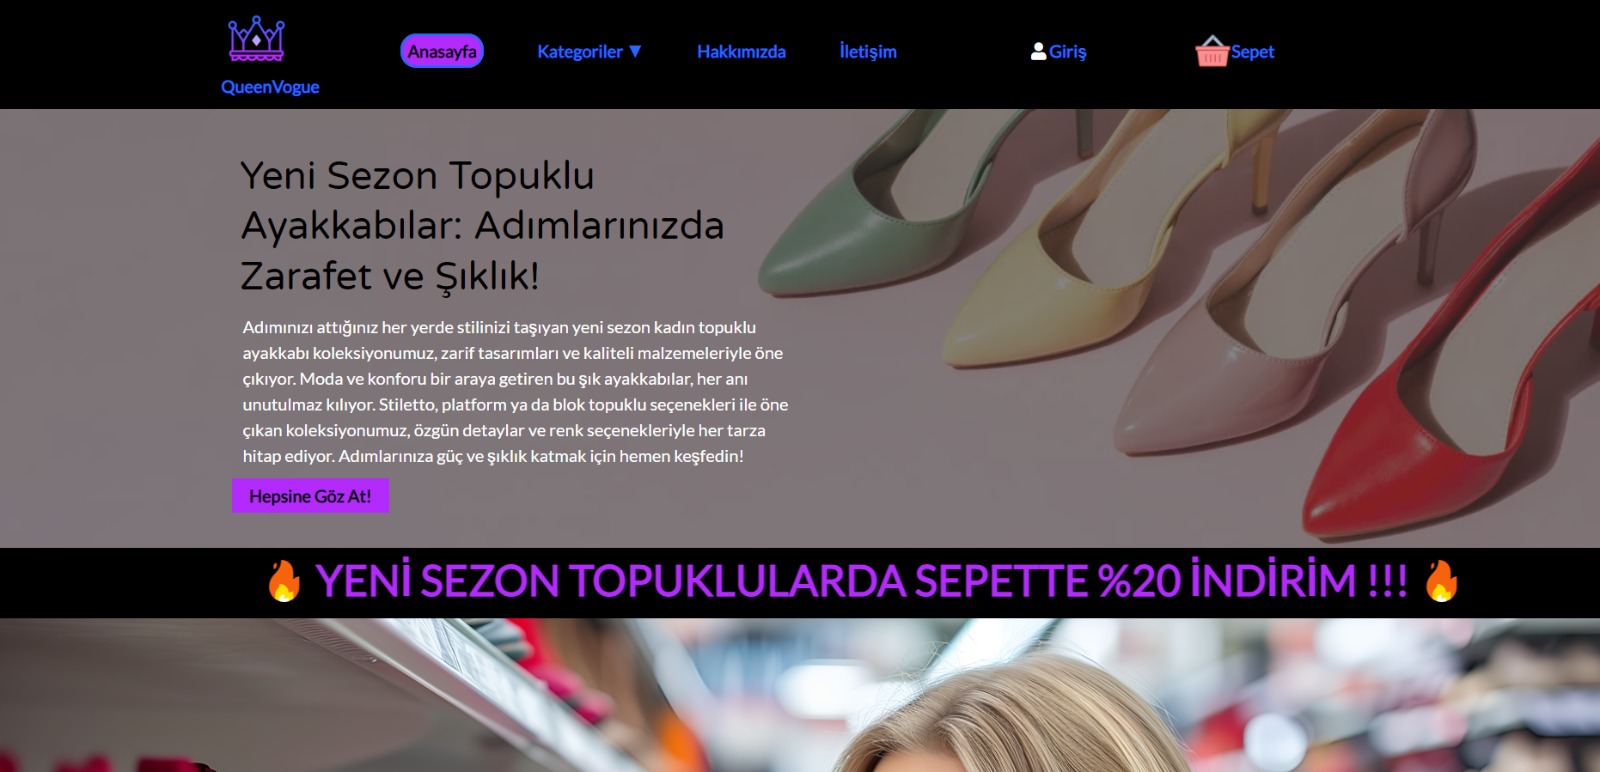 QueenVogue
Anasayfa
Kategoriler ▼
Hakkımızda
İletişim
Giriş
Sepet
Yeni Sezon Topuklu
Ayakkabılar: Adımlarınızda
Zarafet ve Şıklık!
Adımınızı attığınız her yerde stilinizi taşıyan yeni sezon kadın topuklu
ayakkabı koleksiyonumuz, zarif tasarımları ve kaliteli malzemeleriyle öne
çıkıyor. Moda ve konforu bir araya getiren bu şık ayakkabılar, her anı
unutulmaz kılıyor. Stiletto, platform ya da blok topuklu seçenekleri ile öne
çıkan koleksiyonumuz, özgün detaylar ve renk seçenekleriyle her tarza
hitap ediyor. Adımlarınıza güç ve şıklık katmak için hemen keşfedin!
Hepsine Göz At!
🔥 YENİ SEZON TOPUKLULARDA SEPETTE %20 İNDİRİM !!! 🔥